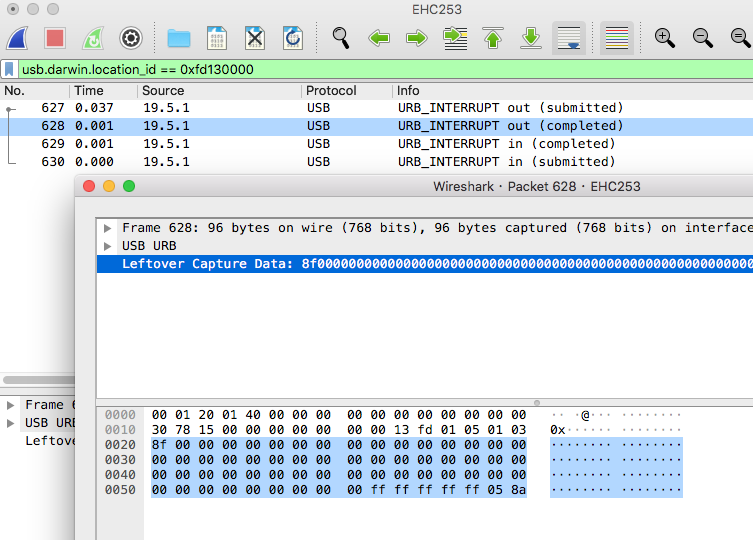 EHC253
usb.darwin.location_id == 0xfd130000
No. Time Source Protocol Info
627 0.037 19.5.1 USB URB_INTERRUPT out (submitted)
628 0.001 19.5.1 USB URB_INTERRUPT out (completed)
629 0.001 19.5.1 USB URB_INTERRUPT in (completed)
630 0.000 19.5.1 USB URB_INTERRUPT in (submitted)
Wireshark · Packet 628 · EHC253
Frame 628: 96 bytes on wire (768 bits), 96 bytes captured (768 bits) on interface
USB URB
Leftover Capture Data: 8f00000000000000000000000000000000000000000000000000000000
Frame 6
USB URB
Leftov
0000 00 01 20 01 40 00 00 00 00 00 00 00 00 00 00 00 ·· ·@··· ········
0010 30 78 15 00 00 00 00 00 00 00 13 fd 01 05 01 03 0x······ ········
0020 8f 00 00 00 00 00 00 00 00 00 00 00 00 00 00 00 ········ ········
0030 00 00 00 00 00 00 00 00 00 00 00 00 00 00 00 00 ········ ········
0040 00 00 00 00 00 00 00 00 00 00 00 00 00 00 00 00 ········ ········
0050 00 00 00 00 00 00 00 00 00 ff ff ff ff ff 05 8a ········ ········